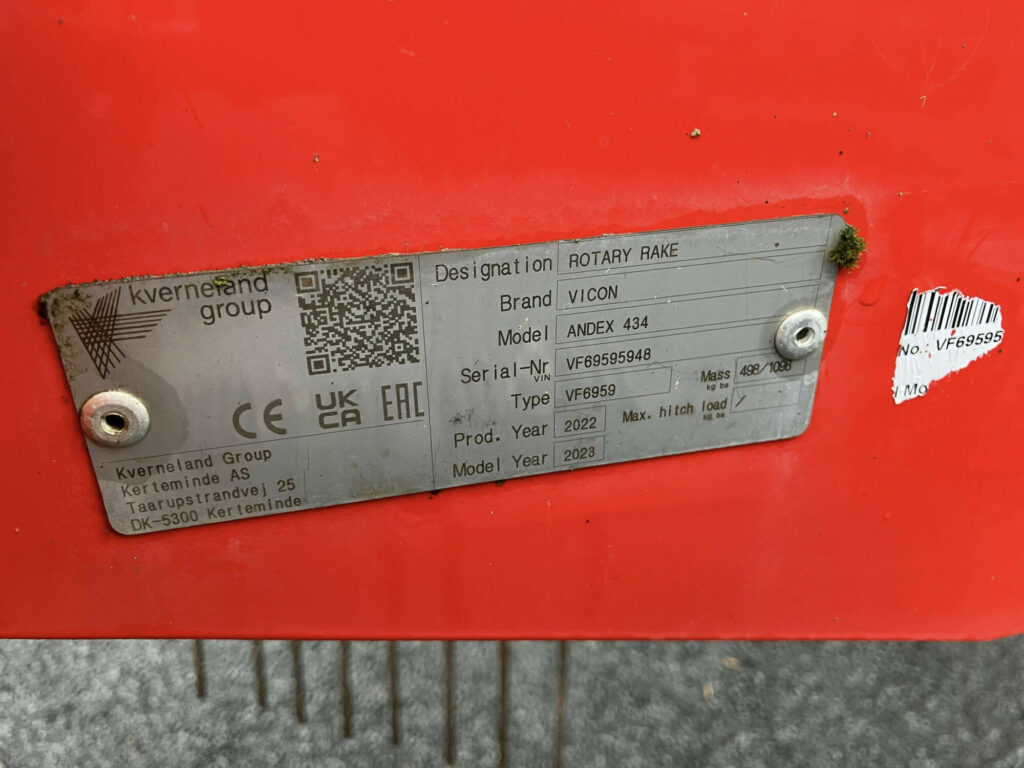 kverneland
group
CE UK
CA EAC
Kverneland Group
Kerteminde AS
Taarupstrandvej 25
DK-5300 Kerteminde
Designation ROTARY RAKE
Brand VICON
Model ANDEX 434
Serial-Nr VF69595948
VIN
Type VF6959 Mass 498/1098
kg
Prod. Year 2022 Max. hitch load /
kg
Model Year 2023
No.: VF69595